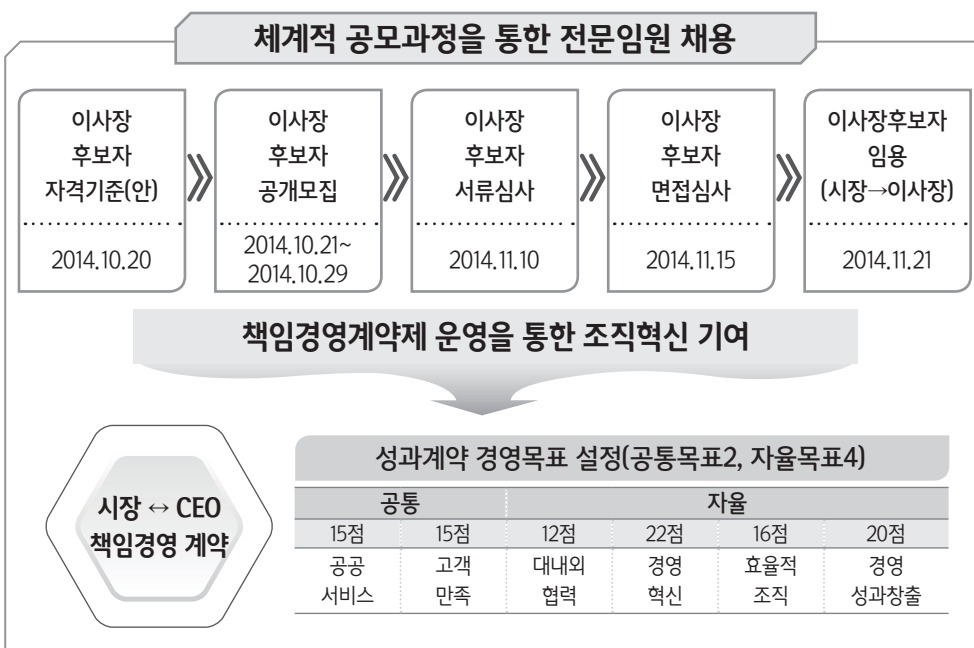 체계적 공모과정을 통한 전문임원 채용
이사장
후보자
자격기준(안)
2014.10.20
이사장
후보자
공개모집
2014.10.21~
2014.10.29
이사장
후보자
서류심사
2014.11.10
이사장
후보자
면접심사
2014.11.15
이사장후보자
임용
(시장→이사장)
2014.11.21
책임경영계약제 운영을 통한 조직혁신 기여
시장 ↔ CEO
책임경영 계약
성과계약 경영목표 설정(공통목표2, 자율목표4)
공통 자율
15점 15점 12점 22점 16점 20점
공공 고객 대내외 경영 효율적 경영
서비스 만족 협력 혁신 조직 성과창출